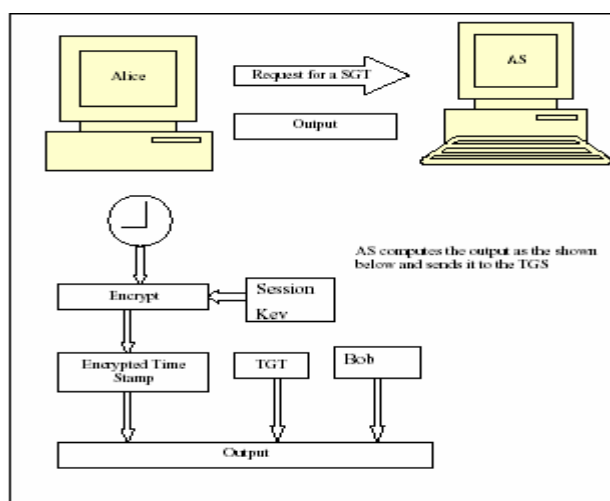 Alice
Request for a SGT
AS
Output
AS computes the output as the shown
below and sends it to the TGS
Encrypt
Session
Key
Encrypted Time
Stamp
TGT
Bob
Output